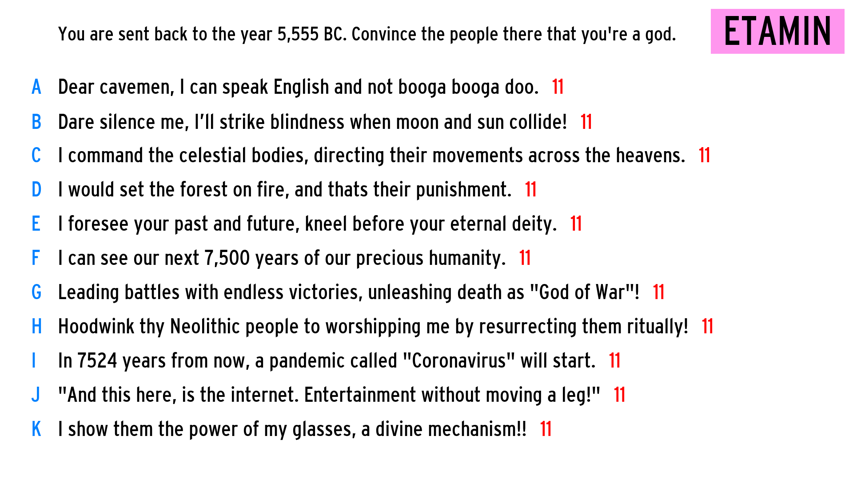 You are sent back to the year 5,555 BC. Convince the people there that you're a god.
ETAMIN
A Dear cavemen, I can speak English and not booga booga doo. 11
B Dare silence me, I'll strike blindness when moon and sun collide! 11
C I command the celestial bodies, directing their movements across the heavens. 11
D I would set the forest on fire, and thats their punishment. 11
E I foresee your past and future, kneel before your eternal deity. 11
F I can see our next 7,500 years of our precious humanity. 11
G Leading battles with endless victories, unleashing death as "God of War"! 11
H Hoodwink thy Neolithic people to worshipping me by resurrecting them ritually! 11
I In 7524 years from now, a pandemic called "Coronavirus" will start. 11
J "And this here, is the internet. Entertainment without moving a leg!" 11
K I show them the power of my glasses, a divine mechanism!! 11